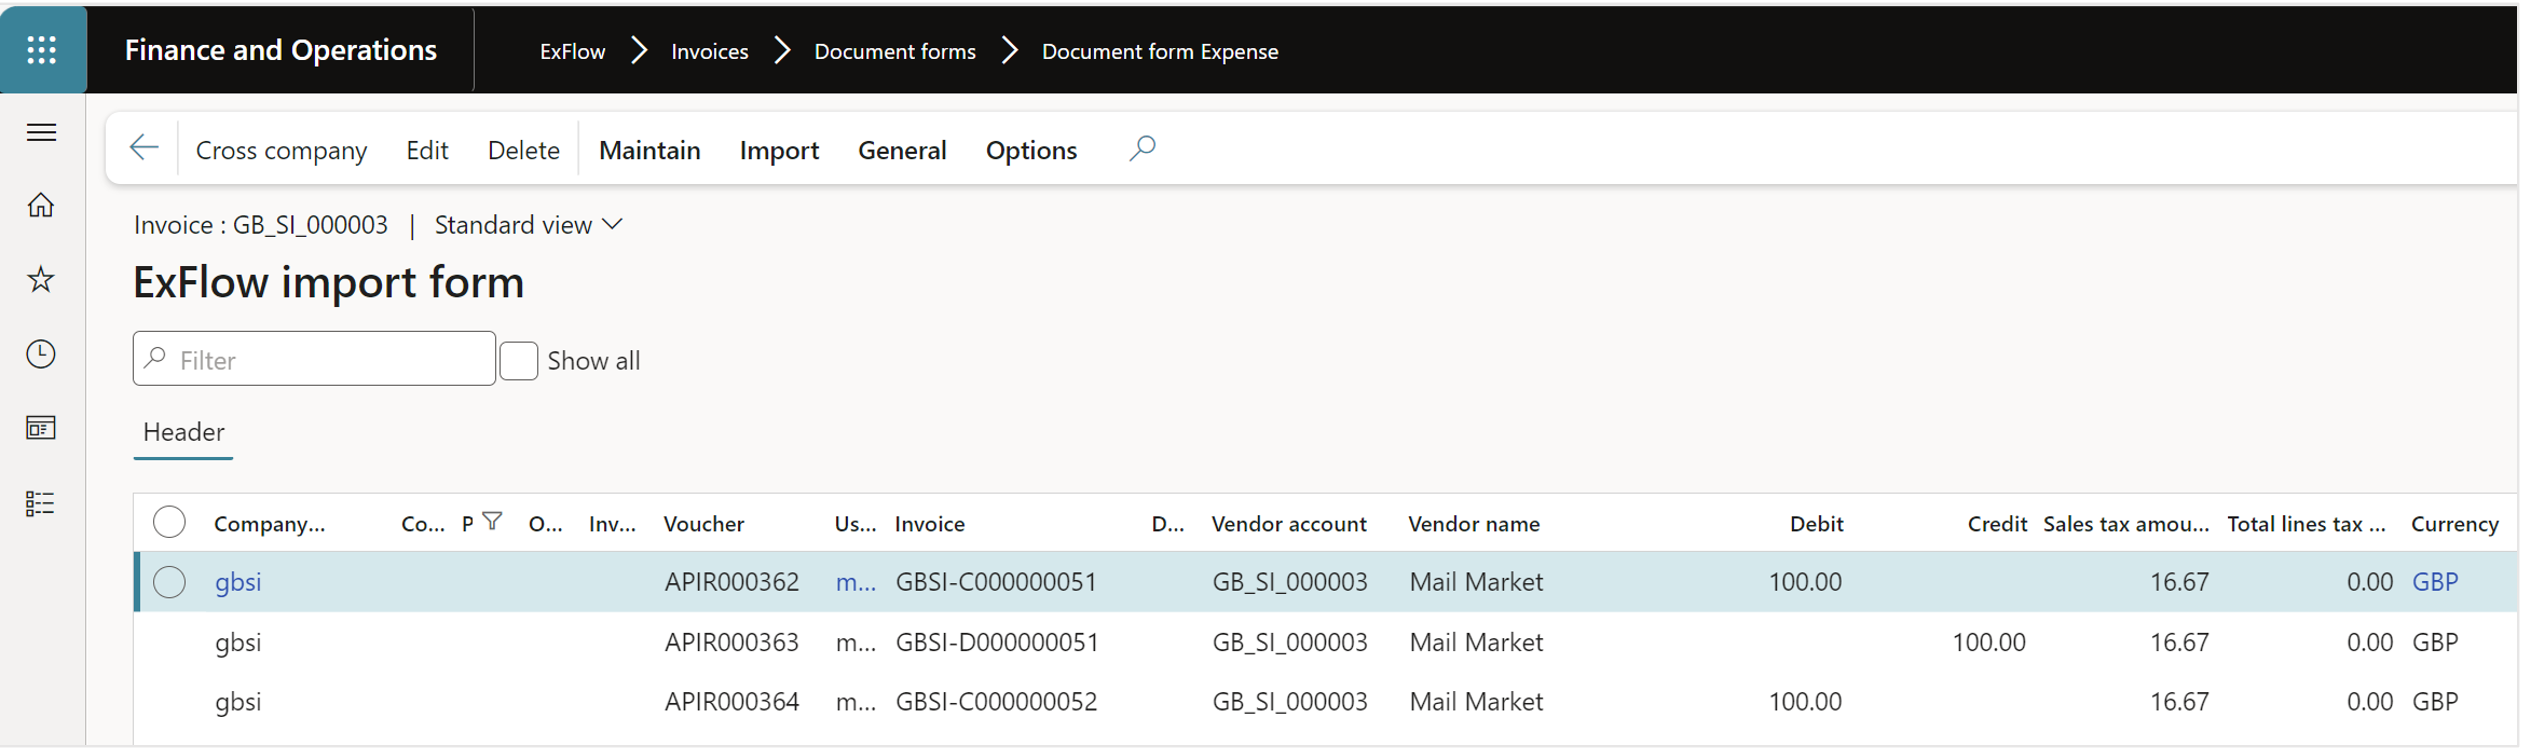 Finance and Operations ExFlow Invoices Document forms Document form Expense
Cross company Edit Delete Maintain Import General Options
Invoice : GB_SI_000003 | Standard view
ExFlow import form
Filter Show all
Header
Company... Co... P O... Inv... Voucher Us... Invoice D... Vendor account Vendor name Debit Credit Sales tax amou... Total lines tax ... Currency
gbsi APIR000362 m... GBSI-C000000051 GB_SI_000003 Mail Market 100.00 16.67 0.00 GBP
gbsi APIR000363 m... GBSI-D000000051 GB_SI_000003 Mail Market 100.00 16.67 0.00 GBP
gbsi APIR000364 m... GBSI-C000000052 GB_SI_000003 Mail Market 100.00 16.67 0.00 GBP